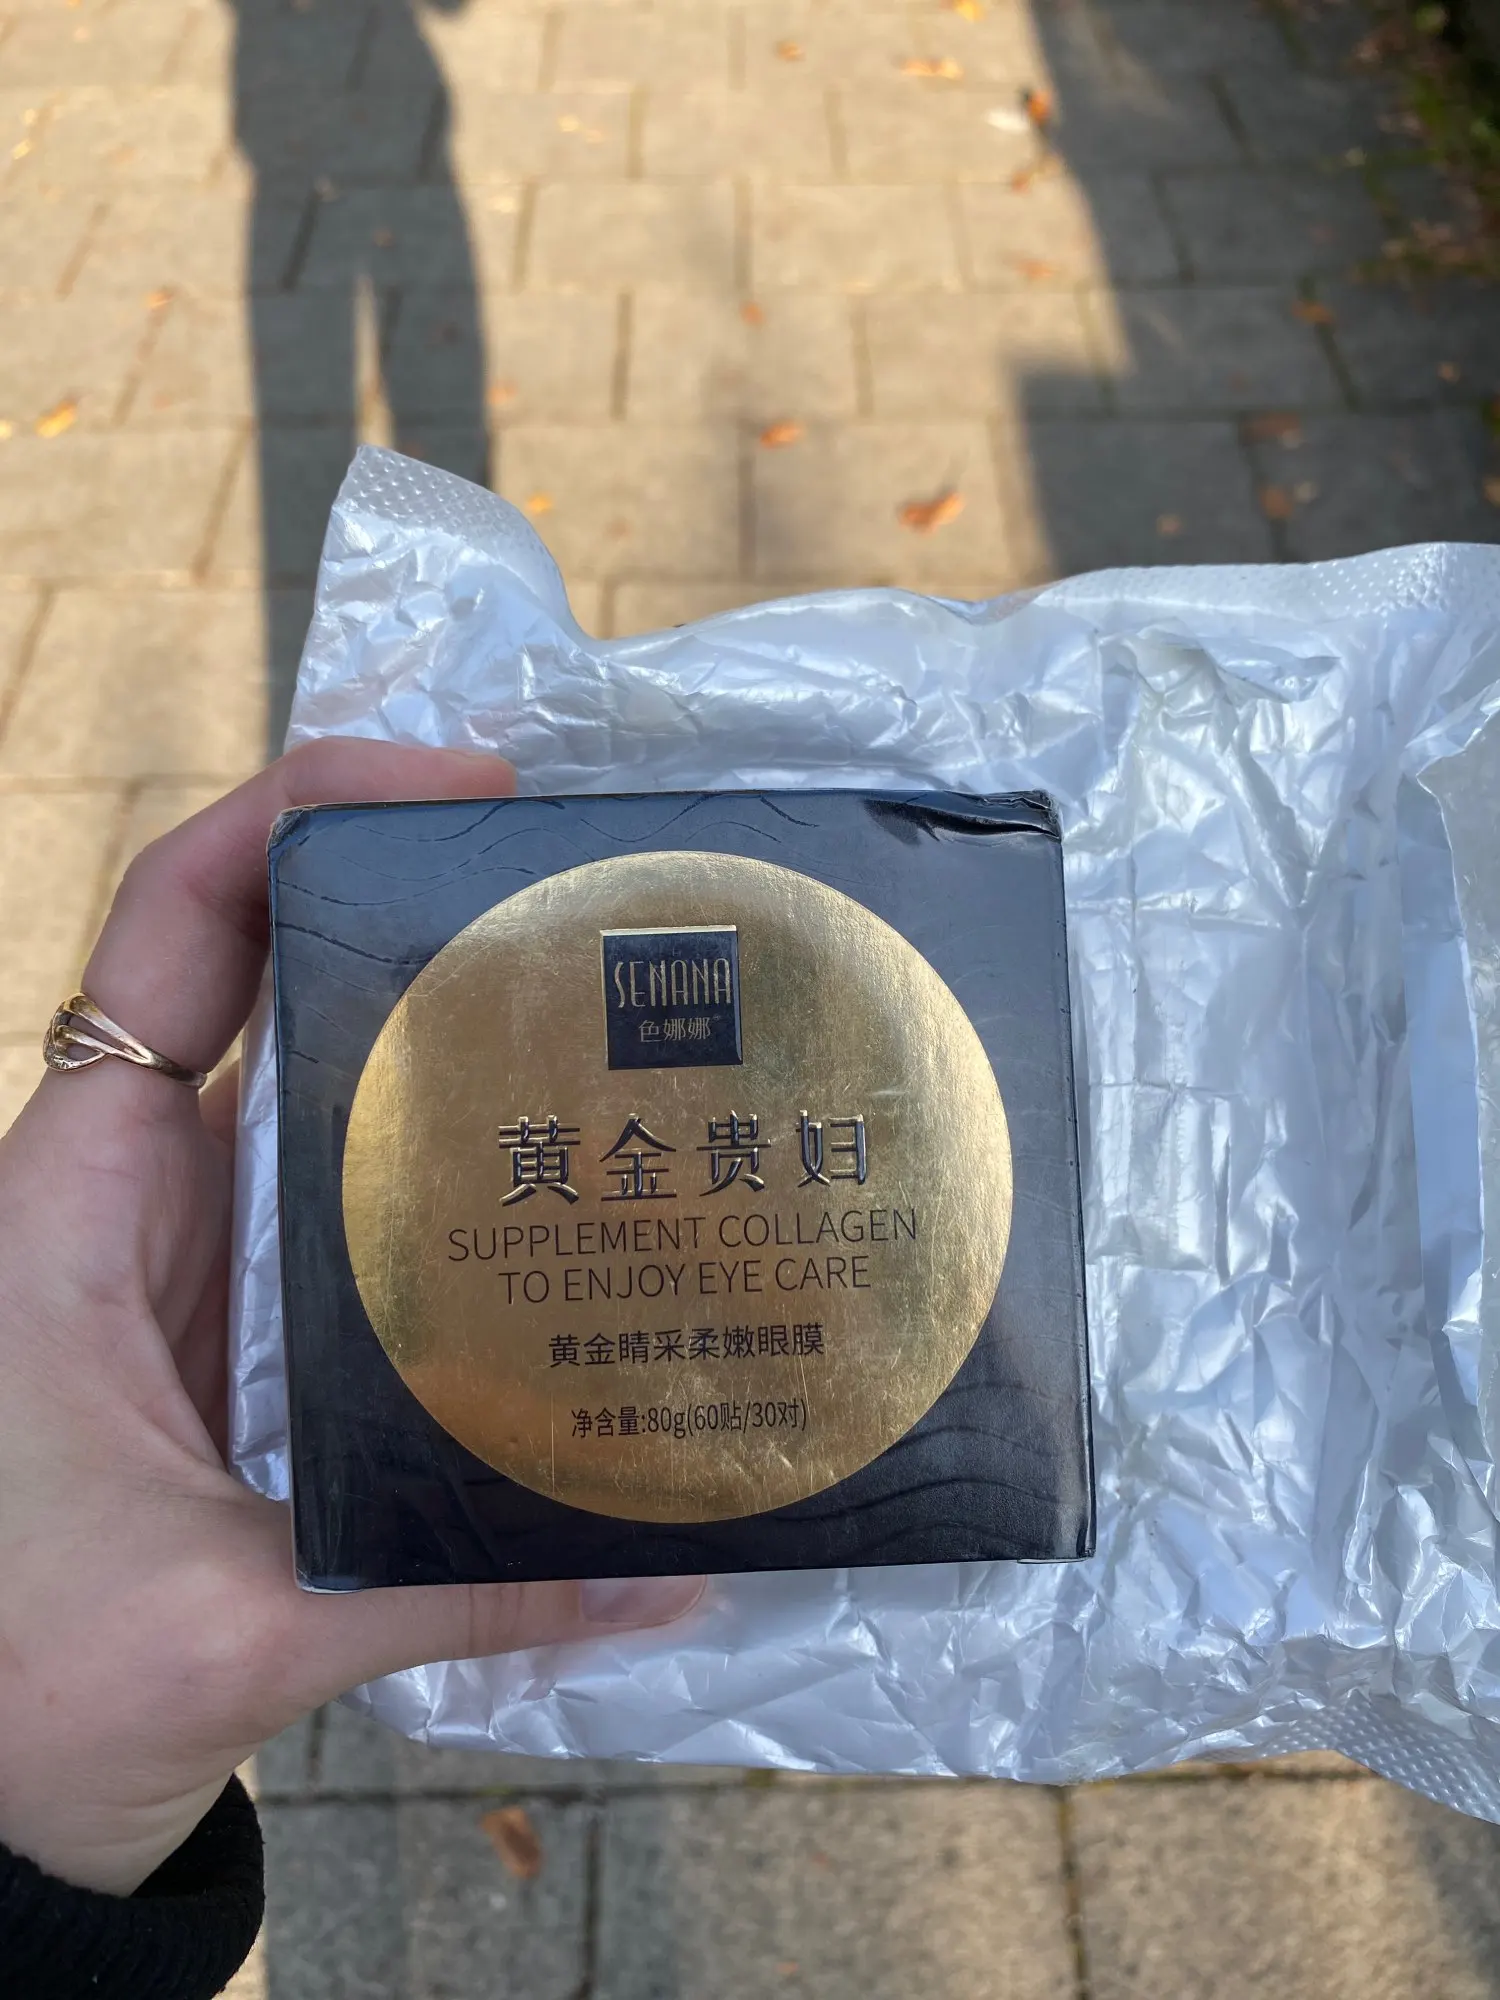 SENANA
色娜娜
黄金贵妇
SUPPLEMENT COLLAGEN
TO ENJOY EYE CARE
黄金睛采柔嫩眼膜
净含量:80g(60贴/30对)